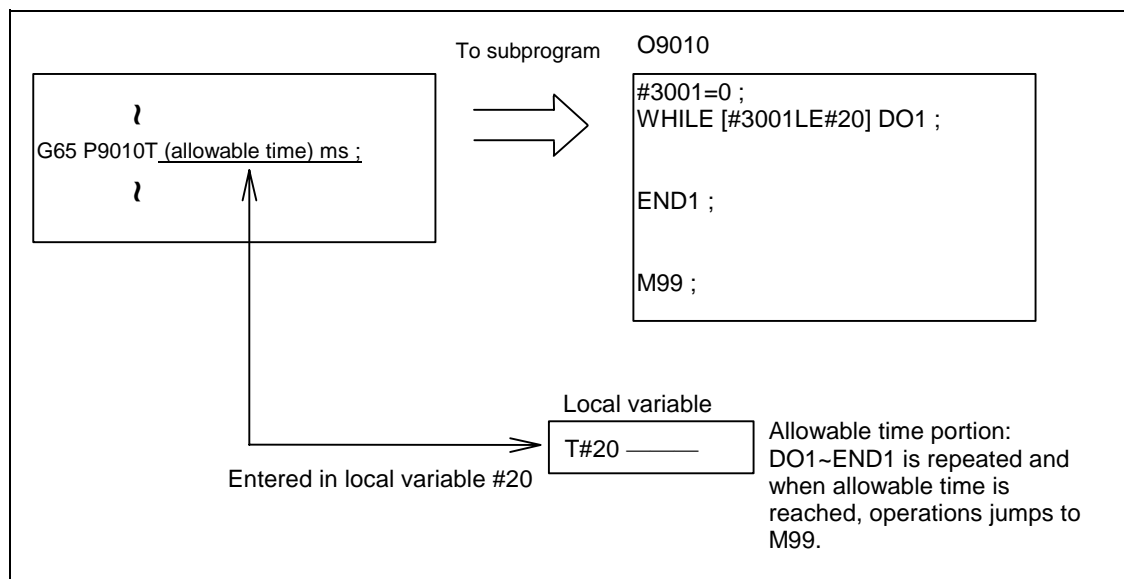 To subprogram
O9010
~
G65 P9010T (allowable time) ms ;
~
#3001=0 ;
WHILE [#3001LE#20] DO1 ;
END1 ;
M99 ;
Local variable
T#20
Entered in local variable #20
Allowable time portion:
DO1~END1 is repeated and
when allowable time is
reached, operations jumps to
M99.